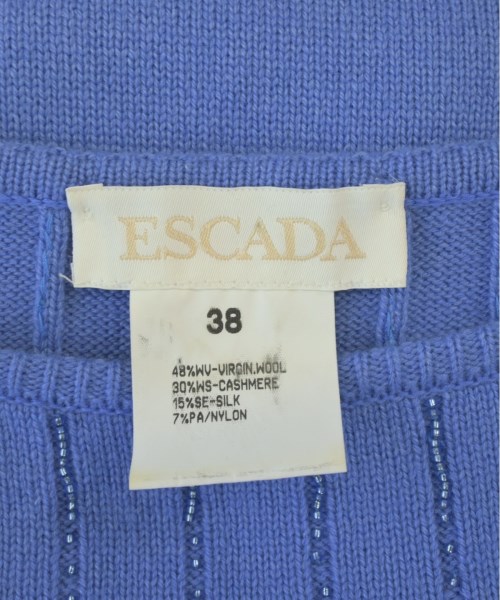 ESCADA
38
48%WV-VIRGIN.WOOL
30%WS-CASHMERE
15%SE-SILK
7%PA/NYLON